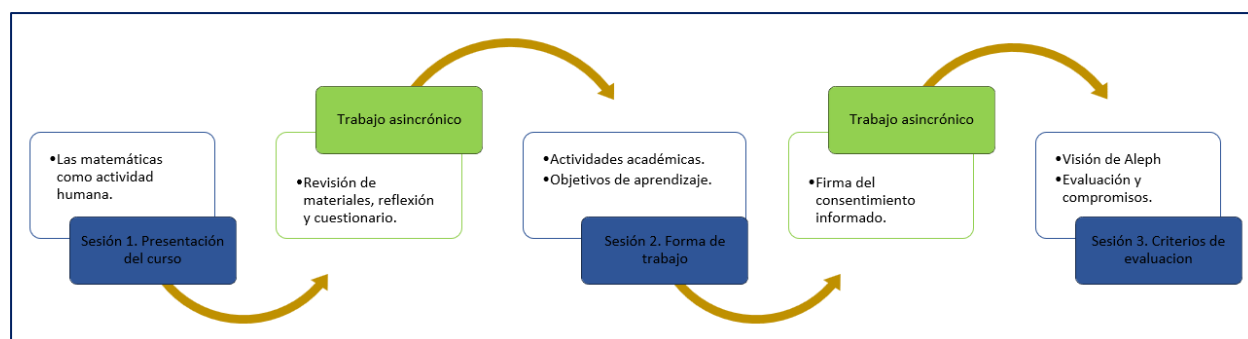 •Las matemáticas
como actividad
humana.
Sesión 1. Presentación
del curso
Trabajo asincrónico
•Revisión de
materiales, reflexión
y cuestionario.
•Actividades académicas.
•Objetivos de aprendizaje.
Sesión 2. Forma de
trabajo
Trabajo asincrónico
•Firma del
consentimiento
informado.
•Visión de Aleph
•Evaluación y
compromisos.
Sesión 3. Criterios de
evaluacion